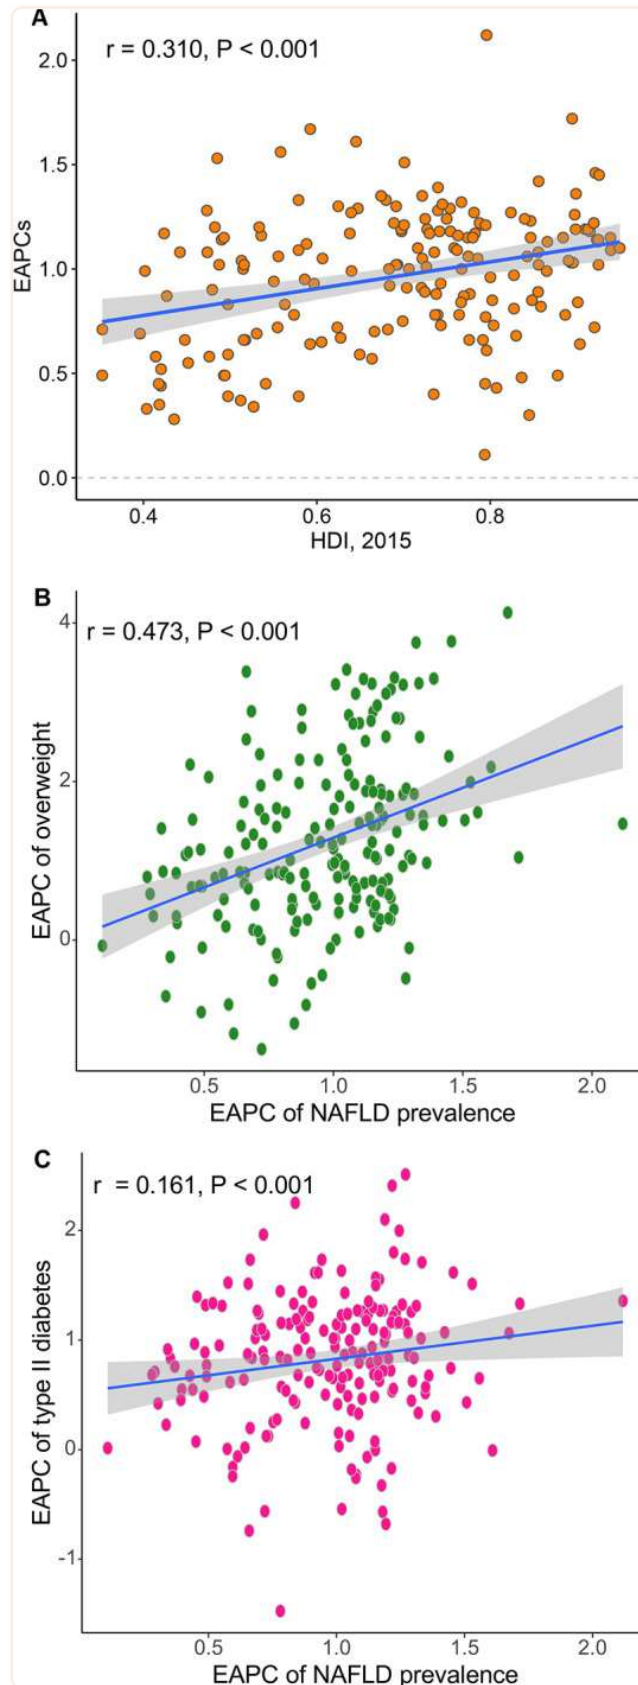 A
r = 0.310, P < 0.001
EAPCs
2.0
1.5
1.0
0.5
0.0
0.4 0.6 0.8
HDI, 2015
B
r = 0.473, P < 0.001
EAPC of overweight
4
2
0
0.5 1.0 1.5 2.0
EAPC of NAFLD prevalence
C
r = 0.161, P < 0.001
EAPC of type II diabetes
2
1
0
-1
0.5 1.0 1.5 2.0
EAPC of NAFLD prevalence